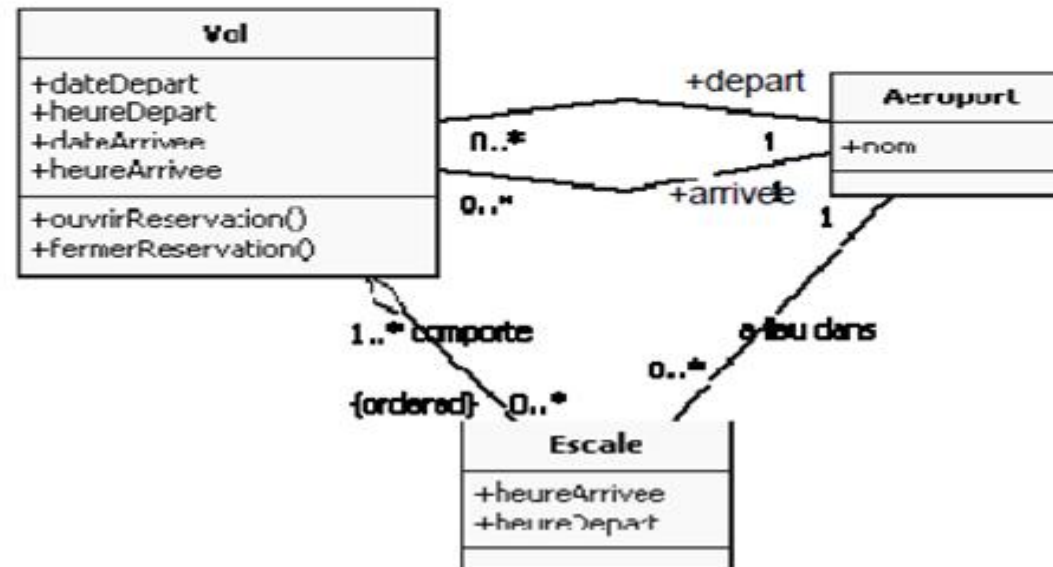 Vol
+dateDepart
+heureDepart
+dateArrivee
+heureArrivee
+ouvrirReservation()
+fermerReservation()
+depart
0..*
1
0..*
+arrivee
1
Aeroport
+nom
1
1..* comporte
a lieu dans
0..*
{ordered}
0..*
Escale
+heureArrivee
+heureDepart